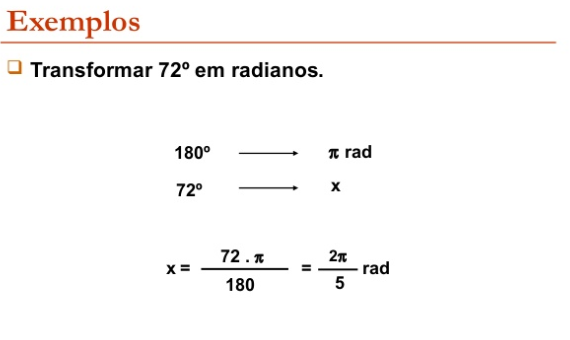 Exemplos
Transformar 72º em radianos.
180º → π rad
72º → x
x = 72 . π / 180 = 2π / 5 rad